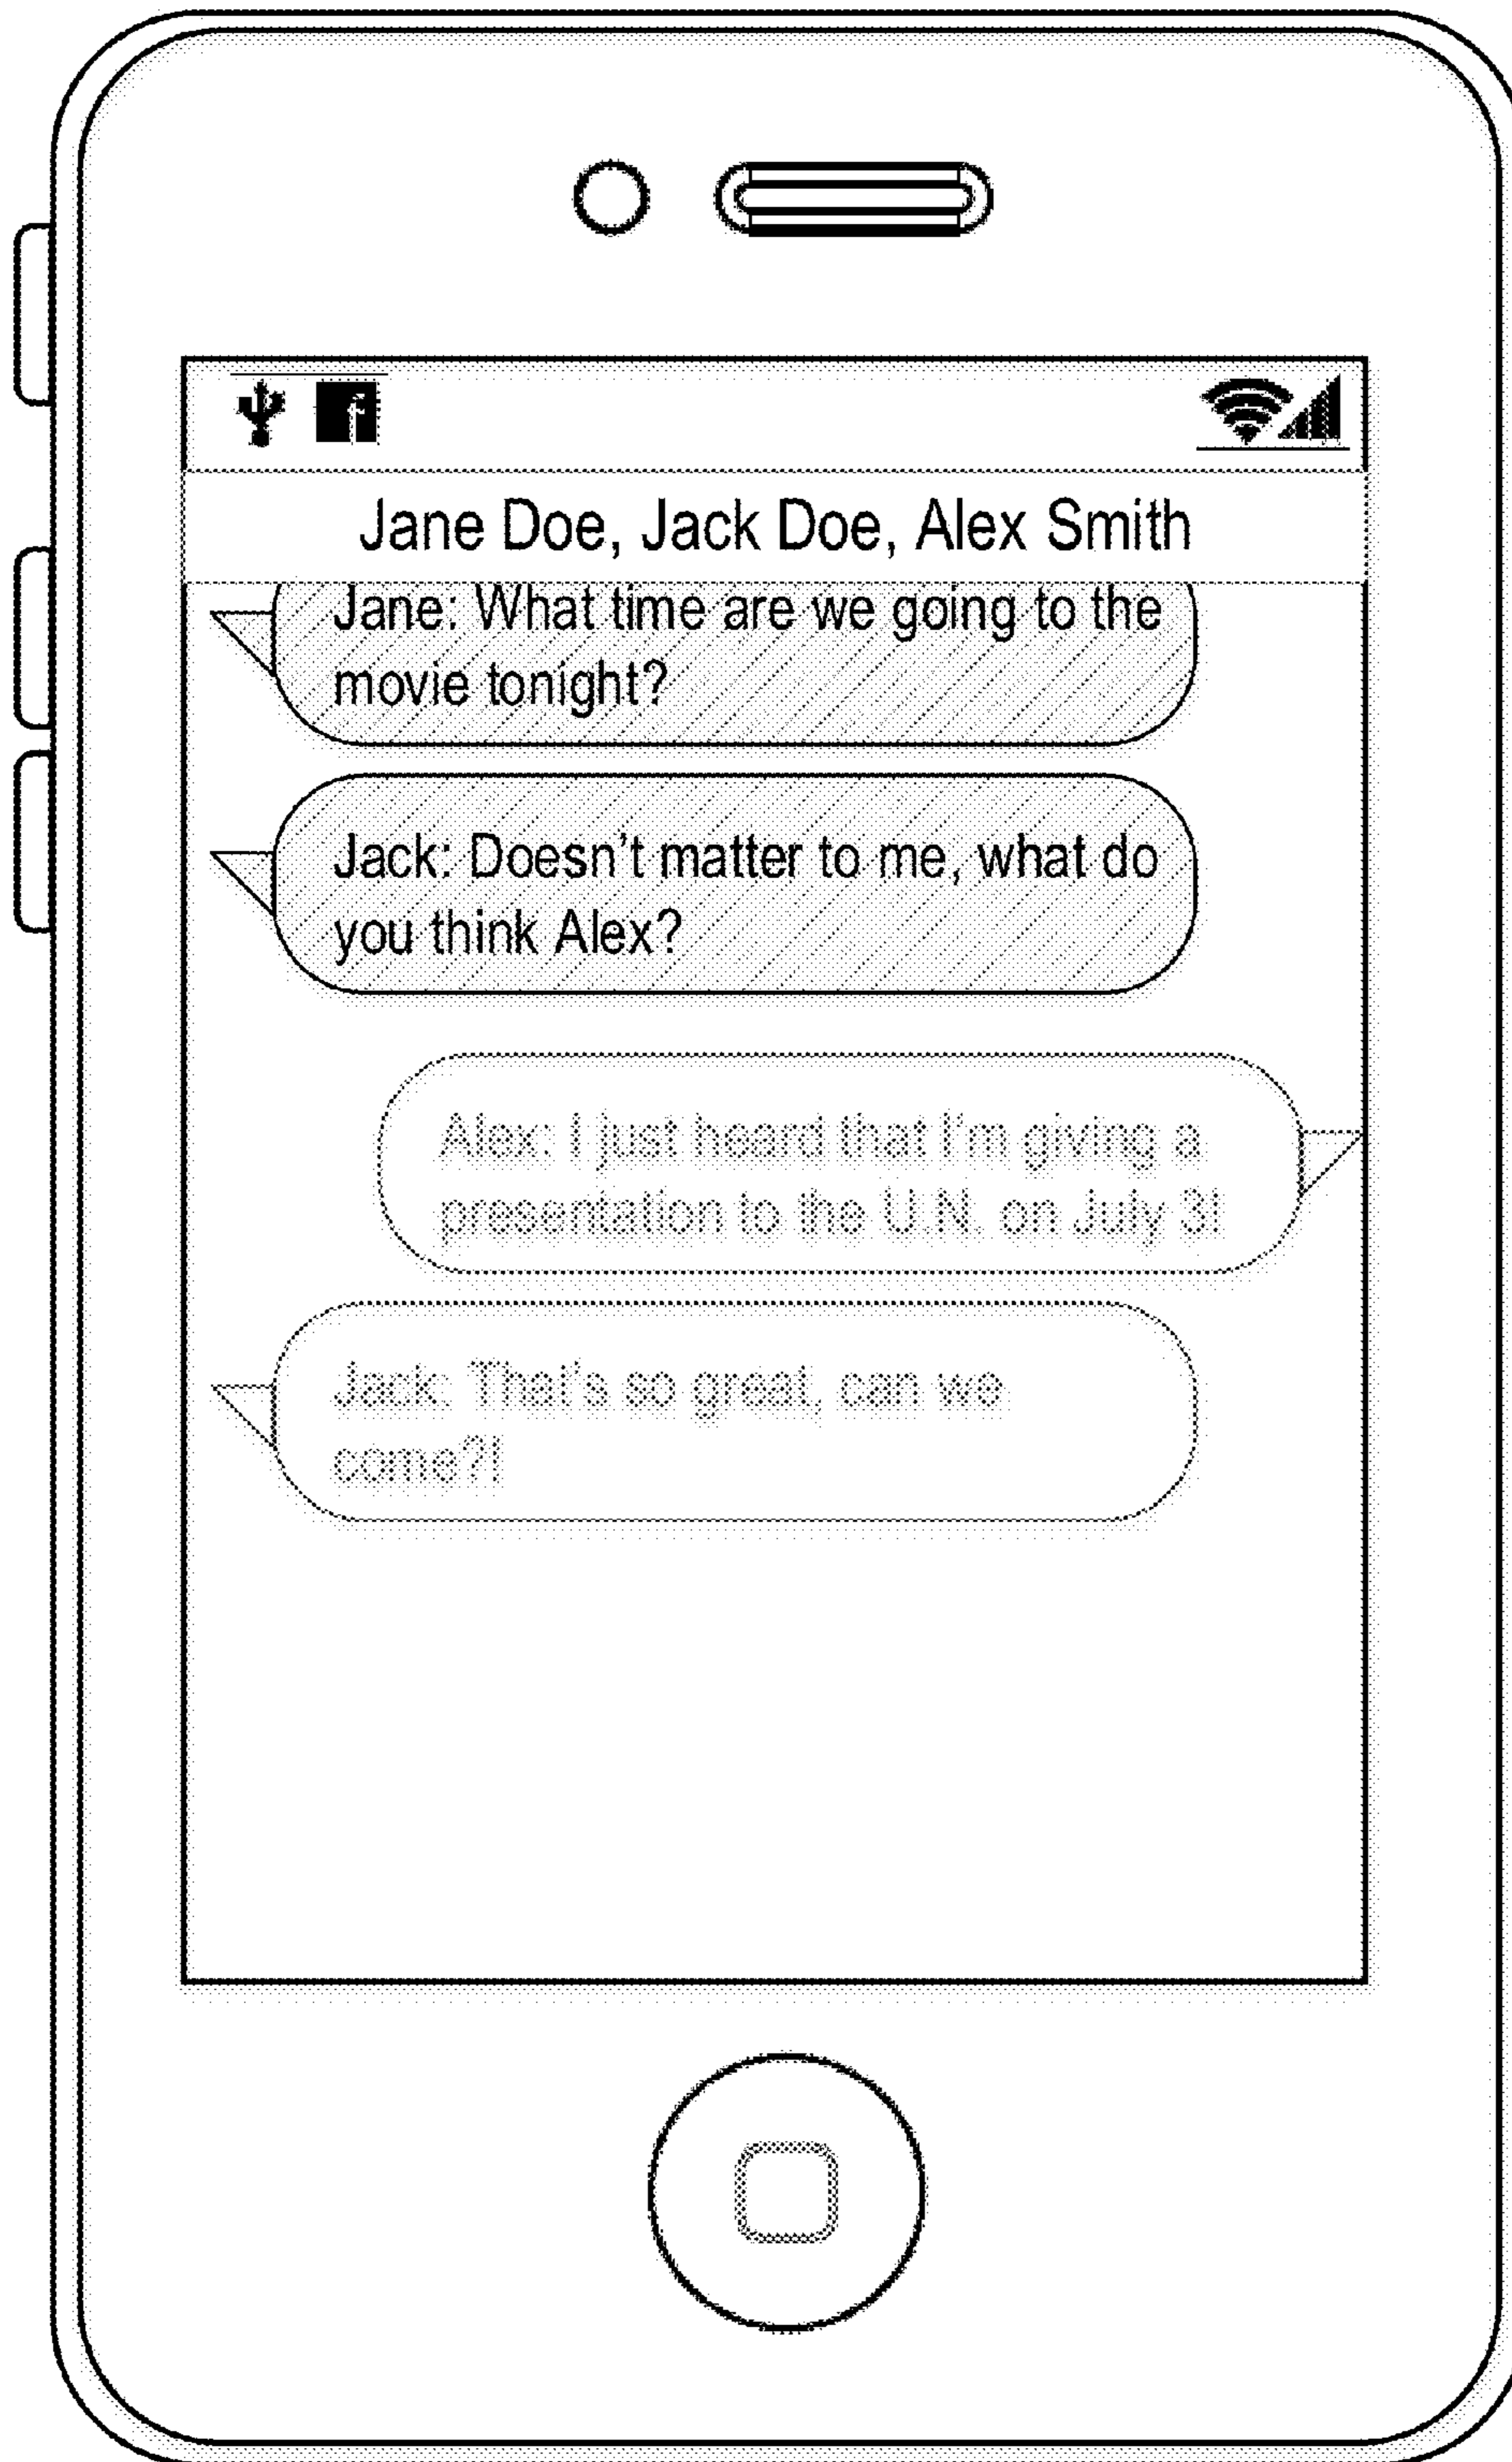 Jane Doe, Jack Doe, Alex Smith
Jane: What time are we going to the
movie tonight?
Jack: Doesn't matter to me, what do
you think Alex?
Alex: I just heard that I'm giving a
presentation to the U.N. on July 3!
Jack: That's so great, can we
come?!